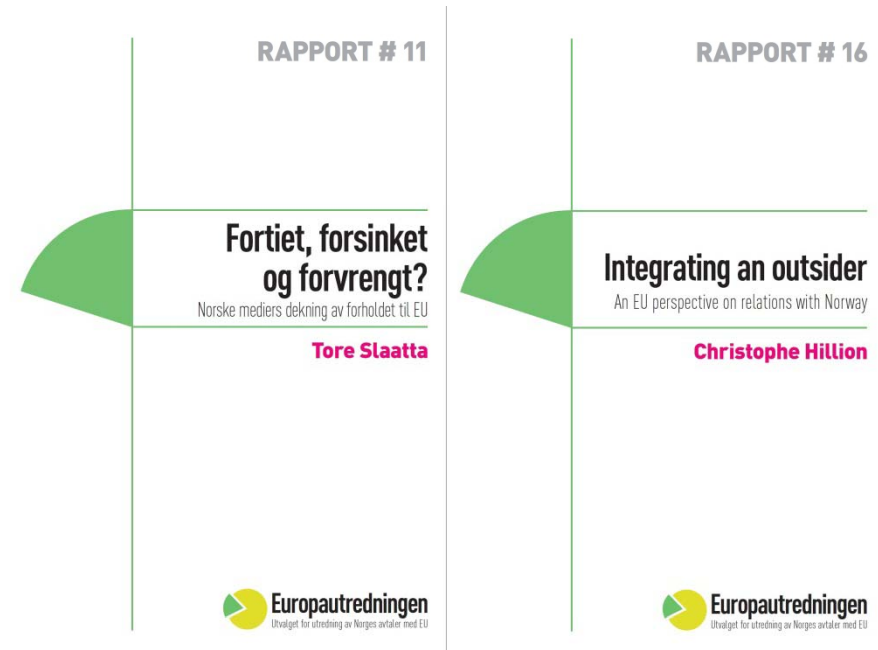 RAPPORT # 11
Fortiet, forsinket
og forvrengt?
Norske mediers dekning av forholdet til EU
Tore Slaatta
Europautredningen
Utvalget for utredning av Norges avtaler med EU
RAPPORT # 16
Integrating an outsider
An EU perspective on relations with Norway
Christophe Hillion
Europautredningen
Utvalget for utredning av Norges avtaler med EU